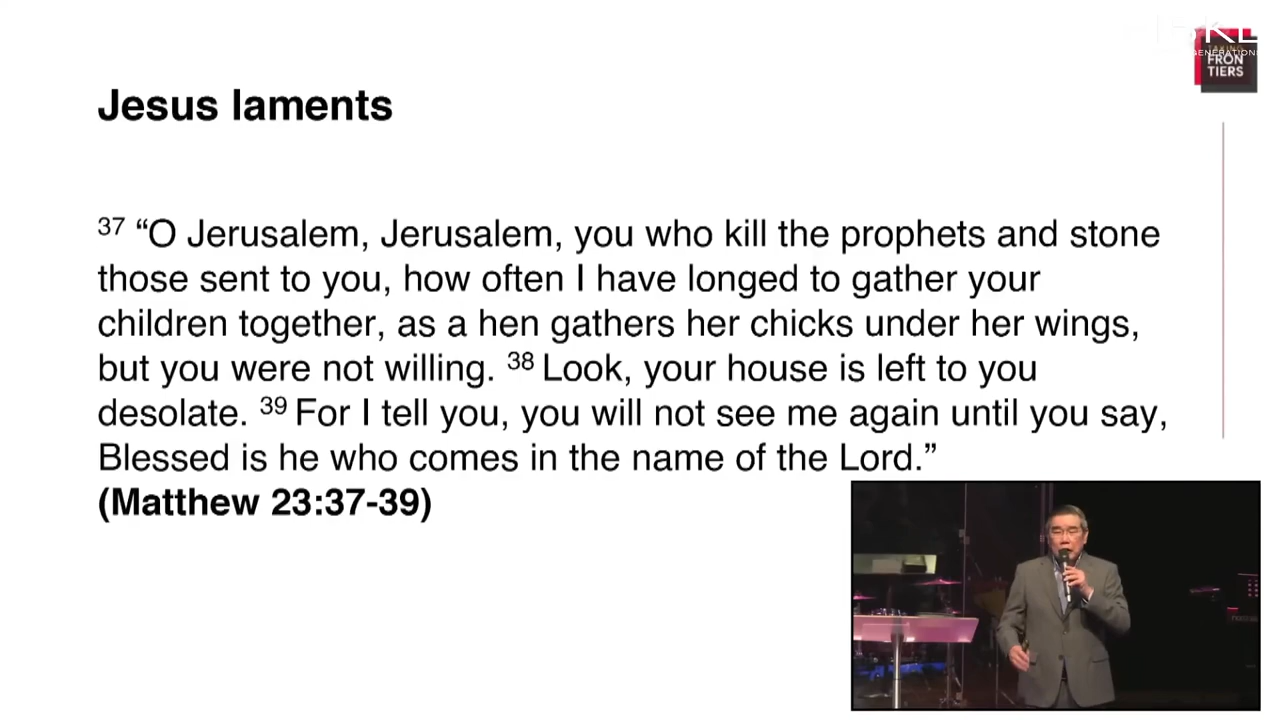 Jesus laments
37 “O Jerusalem, Jerusalem, you who kill the prophets and stone
those sent to you, how often I have longed to gather your
children together, as a hen gathers her chicks under her wings,
but you were not willing. 38 Look, your house is left to you
desolate. 39 For I tell you, you will not see me again until you say,
Blessed is he who comes in the name of the Lord.”
(Matthew 23:37-39)
TAKING
FRON
TIERS